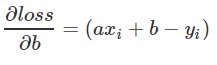 ∂loss/∂b = (ax_i + b − y_i)